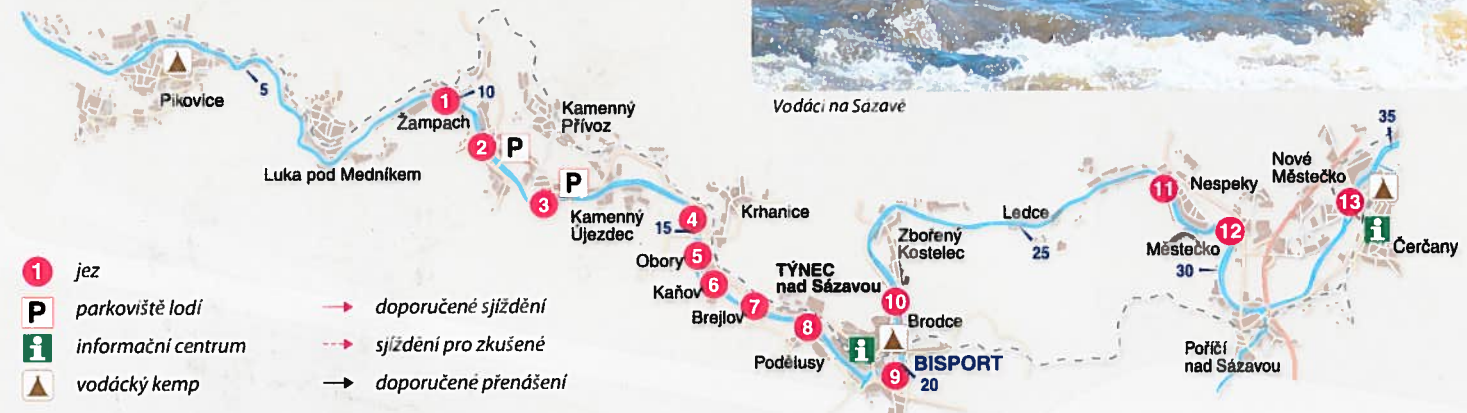 Vodáci na Sázavě
Pikovice
5
Luka pod Medníkem
Žampach
1
10
2
P
Kamenný
Přívoz
P
3
Kamenný
Újezdec
15
4
Krhanice
Obory
5
Kaňov
6
Brejlov
7
8
Podělusy
TÝNEC
nad Sázavou
i
10
Brodce
9
BISPORT
20
Zbořený
Kostelec
Ledce
25
11
Nespeky
12
Městečko
30
Poříčí
nad Sázavou
Nové
Městečko
35
13
i
Čerčany
1 jez
P parkoviště lodí
i informační centrum
vodácký kemp
doporučené sjíždění
sjíždění pro zkušené
doporučené přenášení